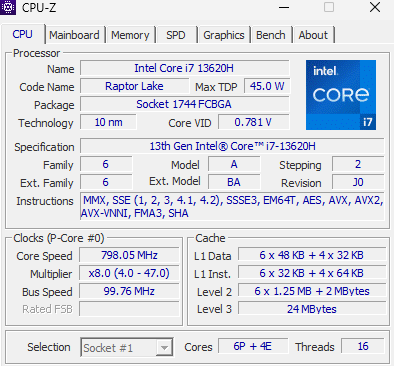 CPU-Z
CPU Mainboard Memory SPD Graphics Bench About
Processor
Name Intel Core i7 13620H
Code Name Raptor Lake Max TDP 45.0 W
Package Socket 1744 FCBGA
Technology 10 nm Core VID 0.781 V
intel
CORE
i7
Specification 13th Gen Intel® Core™ i7-13620H
Family 6 Model A Stepping 2
Ext. Family 6 Ext. Model BA Revision J0
Instructions MMX, SSE (1, 2, 3, 4.1, 4.2), SSSE3, EM64T, AES, AVX, AVX2,
AVX-VNNI, FMA3, SHA
Clocks (P-Core #0)
Core Speed 798.05 MHz
Multiplier x8.0 (4.0 - 47.0)
Bus Speed 99.76 MHz
Rated FSB
Cache
L1 Data 6 x 48 KB + 4 x 32 KB
L1 Inst. 6 x 32 KB + 4 x 64 KB
Level 2 6 x 1.25 MB + 2 MBytes
Level 3 24 MBytes
Selection Socket #1 Cores 6P + 4E Threads 16